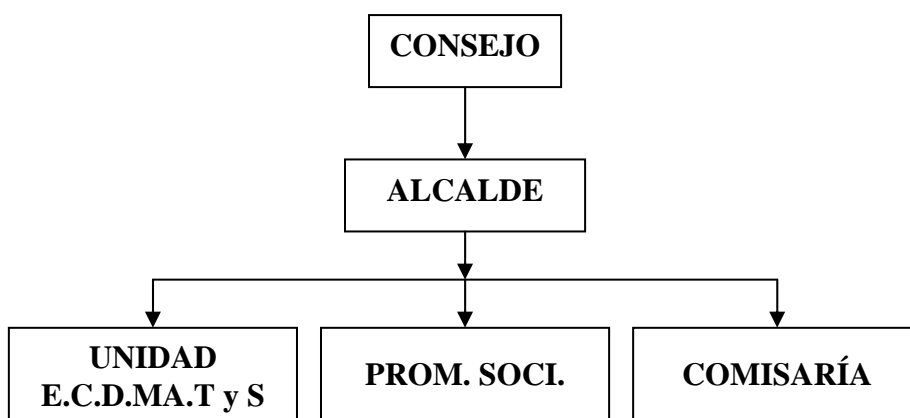 CONSEJO
ALCALDE
UNIDAD
E.C.D.MA.T y S
PROM. SOCI.
COMISARÍA